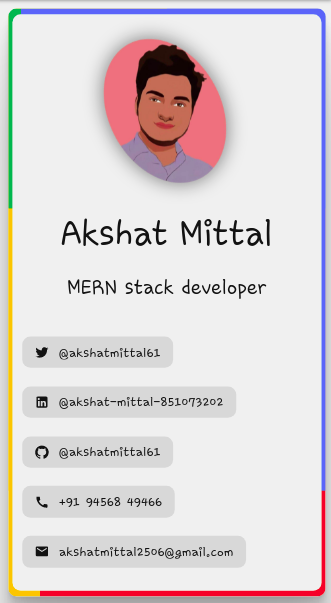 Akshat Mittal
MERN stack developer
@akshatmittal61
@akshat-mittal-851073202
@akshatmittal61
+91 94568 49466
akshatmittal2506@gmail.com